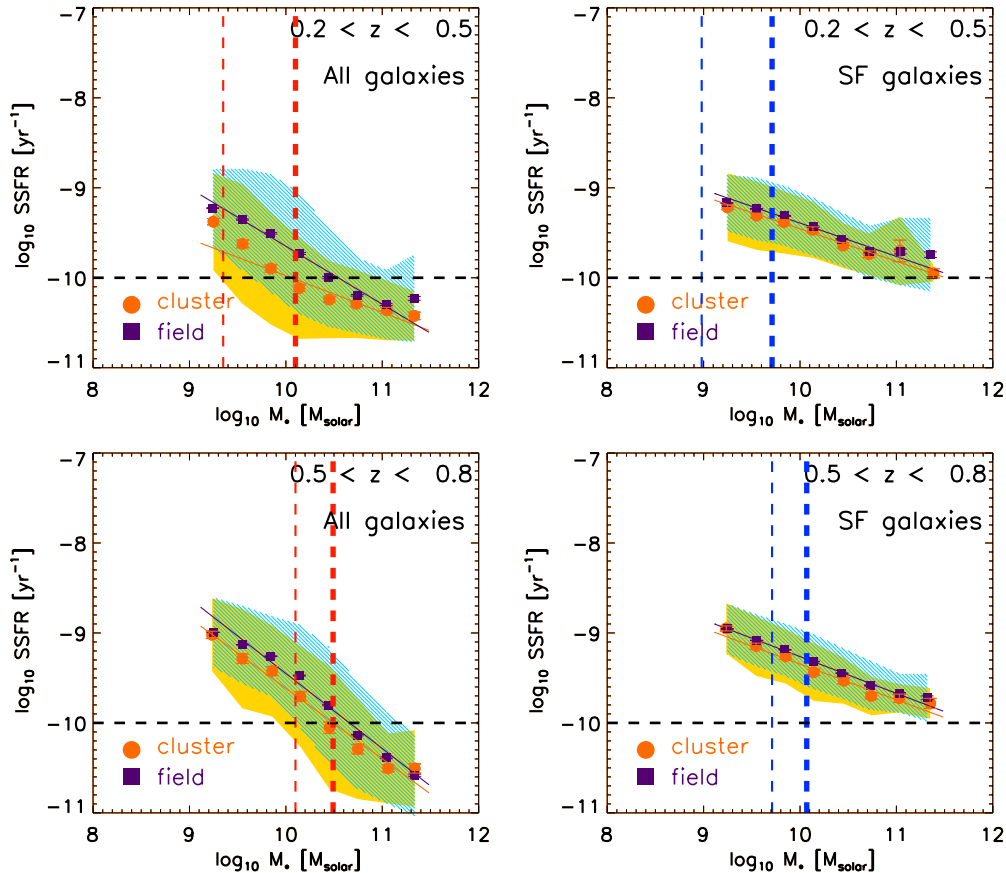 0.2 < z < 0.5
All galaxies
cluster
field
-7
-8
-9
-10
-11
log₁₀ SSFR [yr⁻¹]
8 9 10 11 12
log₁₀ M* [Msolar]
0.2 < z < 0.5
SF galaxies
cluster
field
-7
-8
-9
-10
-11
log₁₀ SSFR [yr⁻¹]
8 9 10 11 12
log₁₀ M* [Msolar]
0.5 < z < 0.8
All galaxies
cluster
field
-7
-8
-9
-10
-11
log₁₀ SSFR [yr⁻¹]
8 9 10 11 12
log₁₀ M* [Msolar]
0.5 < z < 0.8
SF galaxies
cluster
field
-7
-8
-9
-10
-11
log₁₀ SSFR [yr⁻¹]
8 9 10 11 12
log₁₀ M* [Msolar]